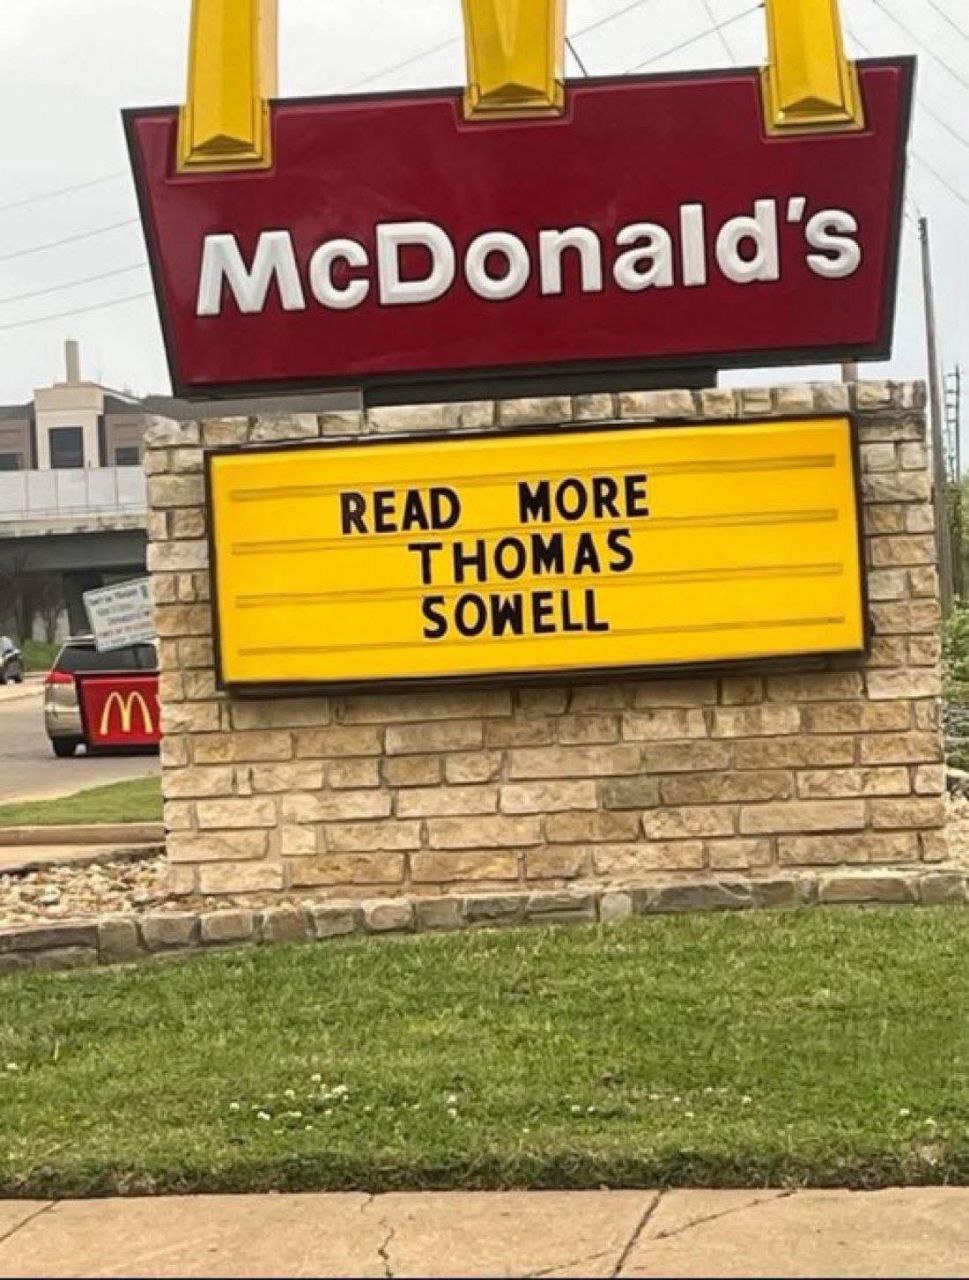 McDonald's
READ MORE
THOMAS
SOWELL